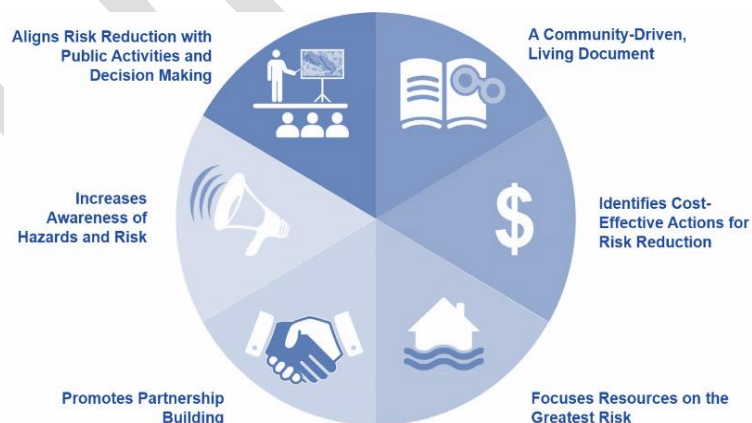 Aligns Risk Reduction with
Public Activities and
Decision Making
A Community-Driven,
Living Document
Increases
Awareness of
Hazards and Risk
$
Identifies Cost-
Effective Actions for
Risk Reduction
Promotes Partnership
Building
Focuses Resources on the
Greatest Risk